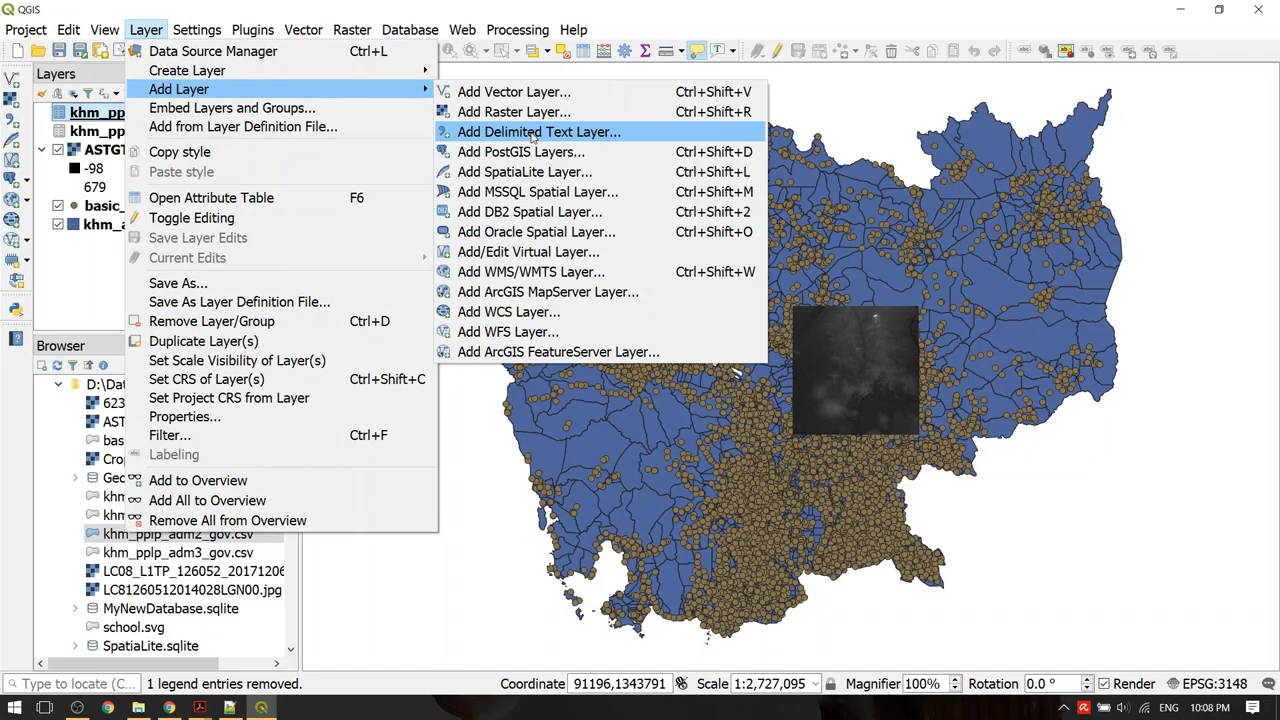 QGIS
Project Edit View Layer Settings Plugins Vector Raster Database Web Processing Help
Layers
khm_pp
khm_pp
ASTGT
-98
679
basic_
khm_a
Data Source Manager Ctrl+L
Create Layer
Add Layer
Embed Layers and Groups...
Add from Layer Definition File...
Copy style
Paste style
Open Attribute Table F6
Toggle Editing
Save Layer Edits
Current Edits
Save As...
Save As Layer Definition File...
Remove Layer/Group Ctrl+D
Duplicate Layer(s)
Set Scale Visibility of Layer(s)
Set CRS of Layer(s) Ctrl+Shift+C
Set Project CRS from Layer
Properties...
Filter... Ctrl+F
Labeling
Add to Overview
Add All to Overview
Remove All from Overview
Add Vector Layer... Ctrl+Shift+V
Add Raster Layer... Ctrl+Shift+R
Add Delimited Text Layer...
Add PostGIS Layers... Ctrl+Shift+D
Add SpatiaLite Layer... Ctrl+Shift+L
Add MSSQL Spatial Layer... Ctrl+Shift+M
Add DB2 Spatial Layer... Ctrl+Shift+2
Add Oracle Spatial Layer... Ctrl+Shift+O
Add/Edit Virtual Layer...
Add WMS/WMTS Layer... Ctrl+Shift+W
Add ArcGIS MapServer Layer...
Add WCS Layer...
Add WFS Layer...
Add ArcGIS FeatureServer Layer...
Browser
D:\Dat
623
AST
bas
Cro
Geo
khm
khm
khm_pplp_adm2_gov.csv
khm_pplp_adm3_gov.csv
LC08_L1TP_126052_20171206
LC81260512014028LGN00.jpg
MyNewDatabase.sqlite
school.svg
SpatiaLite.sqlite
Type to locate (C... 1 legend entries removed. Coordinate 91196,1343791 Scale 1:2,727,095 Magnifier 100% Rotation 0.0 ° Render EPSG:3148
ENG 10:08 PM